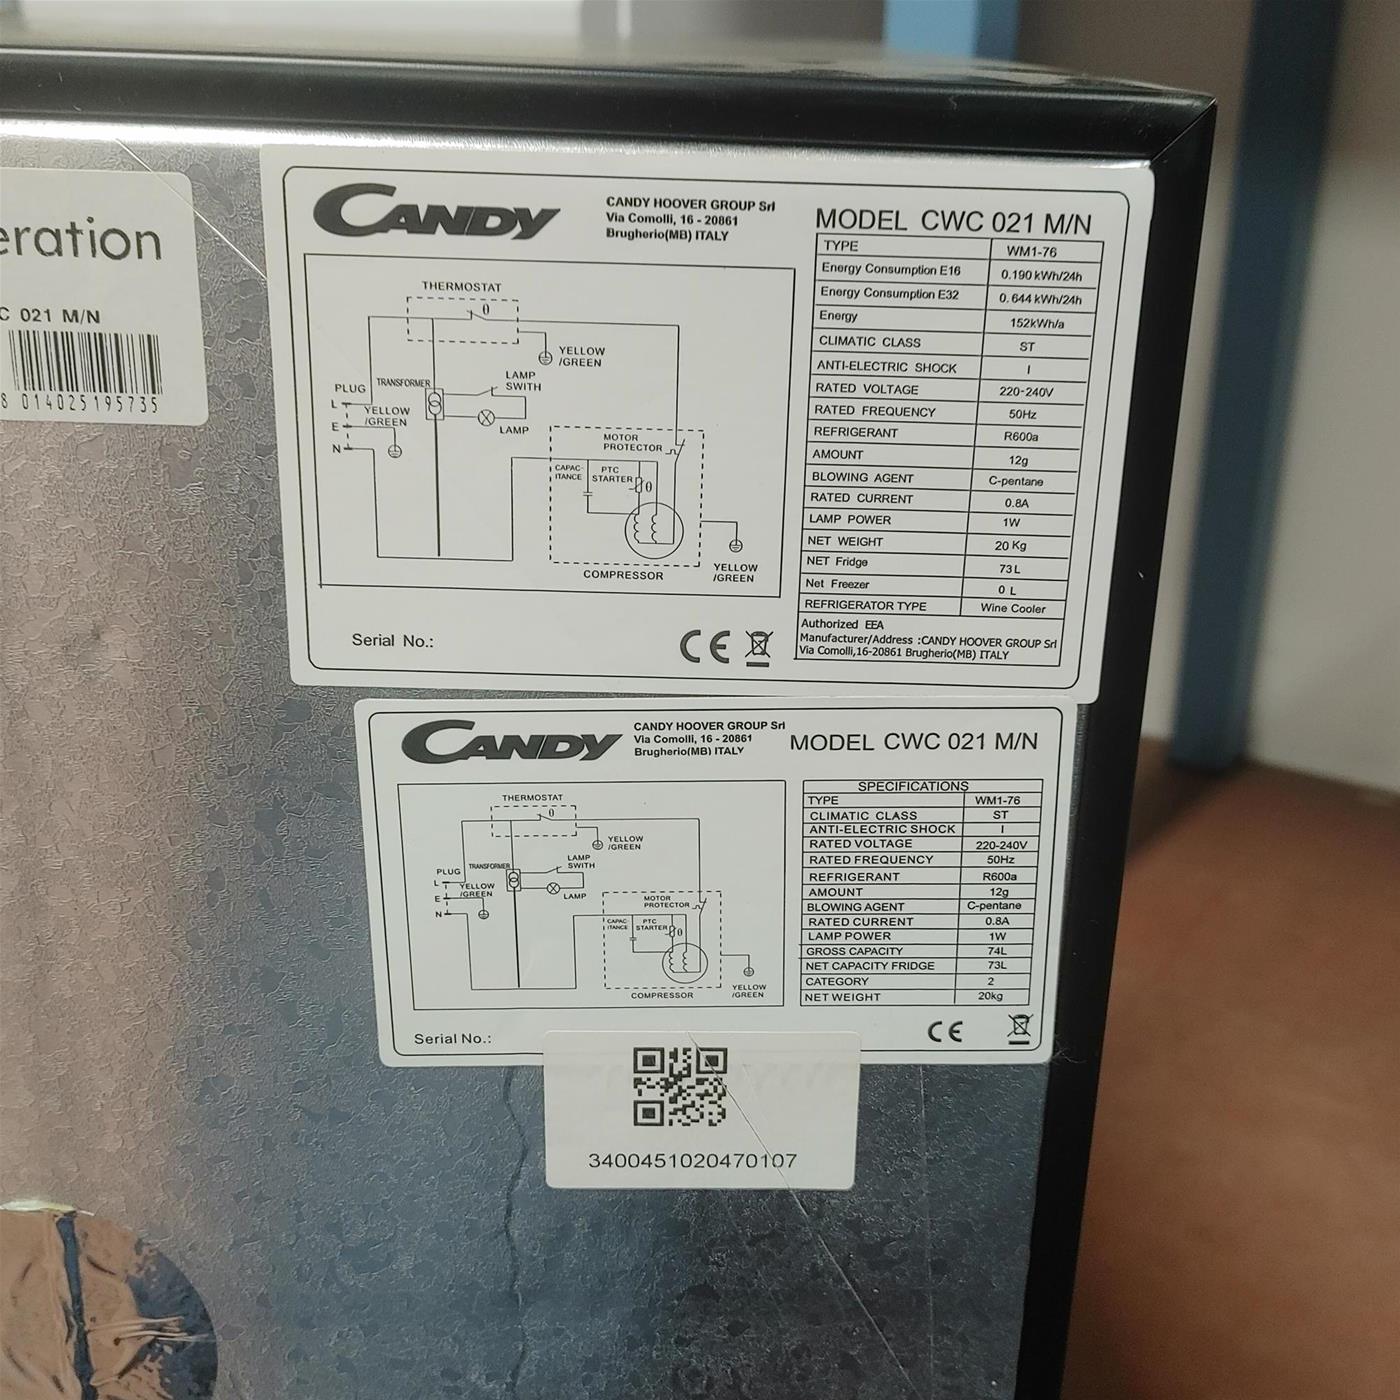 eration
C 021 M/N
8 014025195735
CANDY
CANDY HOOVER GROUP Srl
Via Comolli, 16 - 20861
Brugherio(MB) ITALY
MODEL CWC 021 M/N
THERMOSTAT
θ
YELLOW
/GREEN
LAMP
SWITH
PLUG
TRANSFORMER
L
YELLOW
/GREEN
E
N
LAMP
MOTOR
PROTECTOR
CAPAC-
ITANCE
PTC
STARTER
θ
COMPRESSOR
YELLOW
/GREEN
TYPE WM1-76
Energy Consumption E16 0.190 kWh/24h
Energy Consumption E32 0.644 kWh/24h
Energy 152kWh/a
CLIMATIC CLASS ST
ANTI-ELECTRIC SHOCK I
RATED VOLTAGE 220-240V
RATED FREQUENCY 50Hz
REFRIGERANT R600a
AMOUNT 12g
BLOWING AGENT C-pentane
RATED CURRENT 0.8A
LAMP POWER 1W
NET WEIGHT 20 Kg
NET Fridge 73 L
Net Freezer 0 L
REFRIGERATOR TYPE Wine Cooler
Authorized EEA
Manufacturer/Address :CANDY HOOVER GROUP Srl
Via Comolli,16-20861 Brugherio(MB) ITALY
Serial No.:
CE
CANDY
CANDY HOOVER GROUP Srl
Via Comolli, 16 - 20861
Brugherio(MB) ITALY
MODEL CWC 021 M/N
THERMOSTAT
θ
YELLOW
/GREEN
LAMP
SWITH
PLUG
TRANSFORMER
L
YELLOW
/GREEN
E
N
LAMP
MOTOR
PROTECTOR
CAPAC-
ITANCE
PTC
STARTER
θ
COMPRESSOR
YELLOW
/GREEN
SPECIFICATIONS
TYPE WM1-76
CLIMATIC CLASS ST
ANTI-ELECTRIC SHOCK I
RATED VOLTAGE 220-240V
RATED FREQUENCY 50Hz
REFRIGERANT R600a
AMOUNT 12g
BLOWING AGENT C-pentane
RATED CURRENT 0.8A
LAMP POWER 1W
GROSS CAPACITY 74L
NET CAPACITY FRIDGE 73L
CATEGORY 2
NET WEIGHT 20kg
Serial No.:
CE
3400451020470107